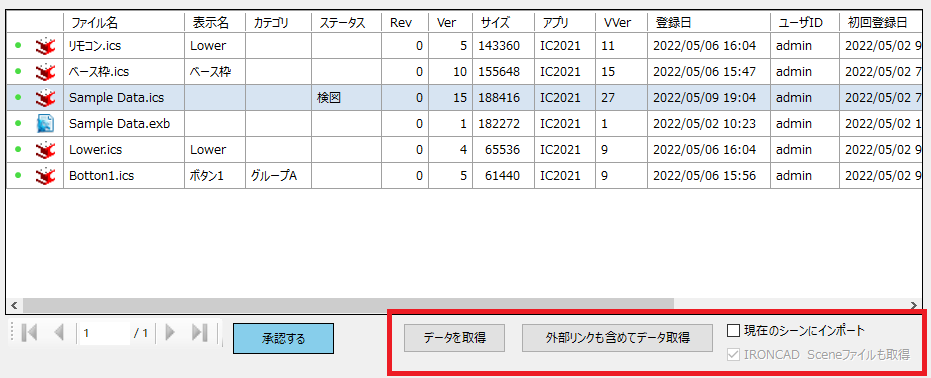 ファイル名 表示名 カテゴリ ステータス Rev Ver サイズ アプリ VVer 登録日 ユーザID 初回登録日
リモコン.ics Lower 0 5 143360 IC2021 11 2022/05/06 16:04 admin 2022/05/02 9
ベース枠.ics ベース枠 0 10 155648 IC2021 15 2022/05/06 15:47 admin 2022/05/02 7
Sample Data.ics 検図 0 15 188416 IC2021 27 2022/05/09 19:04 admin 2022/05/02 7
Sample Data.exb 0 1 182272 IC2021 1 2022/05/02 10:23 admin 2022/05/02 1
Lower.ics Lower 0 4 65536 IC2021 9 2022/05/06 16:04 admin 2022/05/02 9
Botton1.ics ボタン1 グループA 0 5 61440 IC2021 9 2022/05/06 15:56 admin 2022/05/02 9
1 / 1 承認する データを取得 外部リンクも含めてデータ取得 現在のシーンにインポート
IRONCAD Sceneファイルも取得